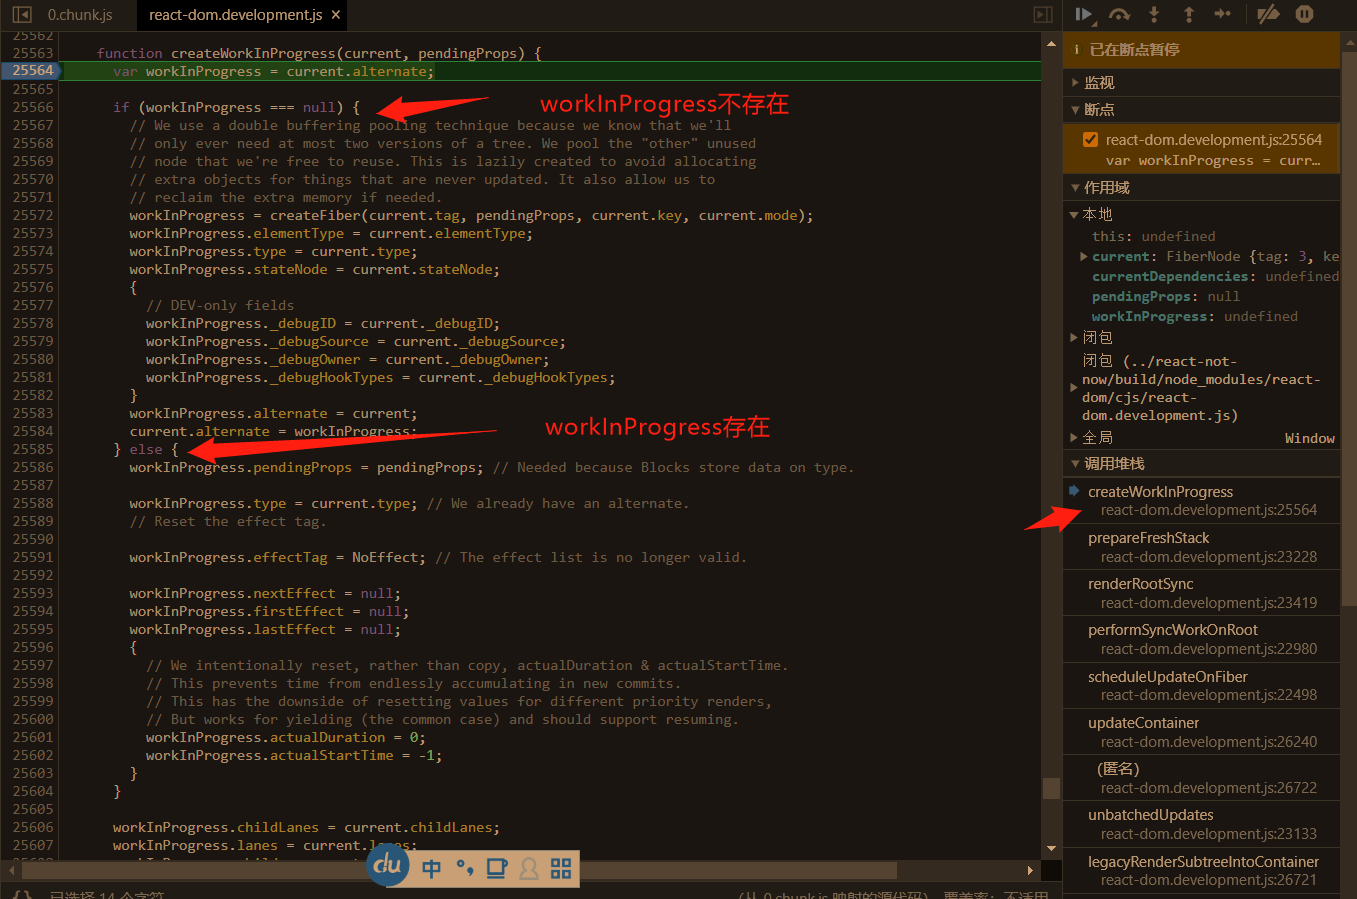 0.chunk.js
react-dom.development.js ×
25562
25563 function createWorkInProgress(current, pendingProps) {
25564 var workInProgress = current.alternate;
25565
25566 if (workInProgress === null) {
workInProgress不存在
25567 // We use a double buffering pooling technique because we know that we'll
25568 // only ever need at most two versions of a tree. We pool the "other" unused
25569 // node that we're free to reuse. This is lazily created to avoid allocating
25570 // extra objects for things that are never updated. It also allow us to
25571 // reclaim the extra memory if needed.
25572 workInProgress = createFiber(current.tag, pendingProps, current.key, current.mode);
25573 workInProgress.elementType = current.elementType;
25574 workInProgress.type = current.type;
25575 workInProgress.stateNode = current.stateNode;
25576 {
25577 // DEV-only fields
25578 workInProgress._debugID = current._debugID;
25579 workInProgress._debugSource = current._debugSource;
25580 workInProgress._debugOwner = current._debugOwner;
25581 workInProgress._debugHookTypes = current._debugHookTypes;
25582 }
25583 workInProgress.alternate = current;
25584 current.alternate = workInProgress;
workInProgress存在
25585 } else {
25586 workInProgress.pendingProps = pendingProps; // Needed because Blocks store data on type.
25587
25588 workInProgress.type = current.type; // We already have an alternate.
25589 // Reset the effect tag.
25590
25591 workInProgress.effectTag = NoEffect; // The effect list is no longer valid.
25592
25593 workInProgress.nextEffect = null;
25594 workInProgress.firstEffect = null;
25595 workInProgress.lastEffect = null;
25596 {
25597 // We intentionally reset, rather than copy, actualDuration & actualStartTime.
25598 // This prevents time from endlessly accumulating in new commits.
25599 // This has the downside of resetting values for different priority renders,
25600 // But works for yielding (the common case) and should support resuming.
25601 workInProgress.actualDuration = 0;
25602 workInProgress.actualStartTime = -1;
25603 }
25604 }
25605
25606 workInProgress.childLanes = current.childLanes;
25607 workInProgress.lanes = current.lanes;
du 中
{} 已选择 14 个字符
(从 0.chunk.js 映射的源代码) 覆盖率: 不适用
i 已在断点暂停
监视
断点
react-dom.development.js:25564
var workInProgress = curr…
作用域
本地
this: undefined
current: FiberNode {tag: 3, ke
currentDependencies: undefined
pendingProps: null
workInProgress: undefined
闭包
闭包 (../react-not-
now/build/node_modules/react-
dom/cjs/react-
dom.development.js)
全局 Window
调用堆栈
createWorkInProgress
react-dom.development.js:25564
prepareFreshStack
react-dom.development.js:23228
renderRootSync
react-dom.development.js:23419
performSyncWorkOnRoot
react-dom.development.js:22980
scheduleUpdateOnFiber
react-dom.development.js:22498
updateContainer
react-dom.development.js:26240
(匿名)
react-dom.development.js:26722
unbatchedUpdates
react-dom.development.js:23133
legacyRenderSubtreeIntoContainer
react-dom.development.js:26721